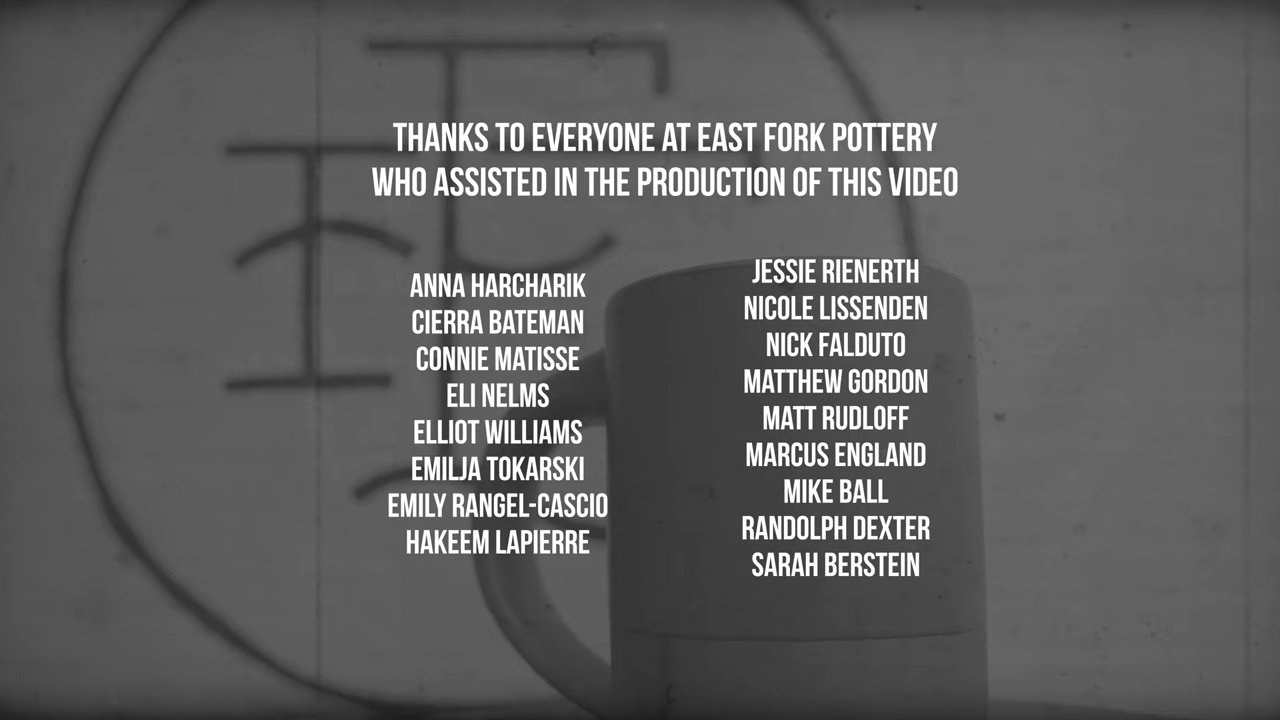 THANKS TO EVERYONE AT EAST FORK POTTERY
WHO ASSISTED IN THE PRODUCTION OF THIS VIDEO
ANNA HARCHARIK
CIERRA BATEMAN
CONNIE MATISSE
ELI NELMS
ELLIOT WILLIAMS
EMILJA TOKARSKI
EMILY RANGEL-CASCIO
HAKEEM LAPIERRE
JESSIE RIENERTH
NICOLE LISSENDEN
NICK FALDUTO
MATTHEW GORDON
MATT RUDLOFF
MARCUS ENGLAND
MIKE BALL
RANDOLPH DEXTER
SARAH BERSTEIN